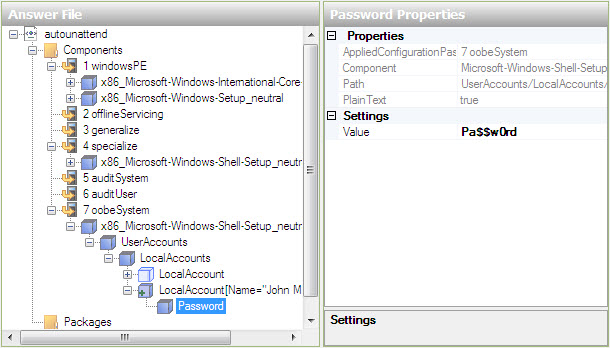 Answer File
autounattend
Components
1 windowsPE
x86_Microsoft-Windows-International-Core-
x86_Microsoft-Windows-Setup_neutral
2 offlineServicing
3 generalize
4 specialize
x86_Microsoft-Windows-Shell-Setup_neutr
5 auditSystem
6 auditUser
7 oobeSystem
x86_Microsoft-Windows-Shell-Setup_neutr
UserAccounts
LocalAccounts
LocalAccount
LocalAccount[Name="John M
Password
Packages
Password Properties
Properties
AppliedConfigurationPas 7 oobeSystem
Component Microsoft-Windows-Shell-Setup
Path UserAccounts/LocalAccounts/
PlainText true
Settings
Value Pa$$w0rd
Settings